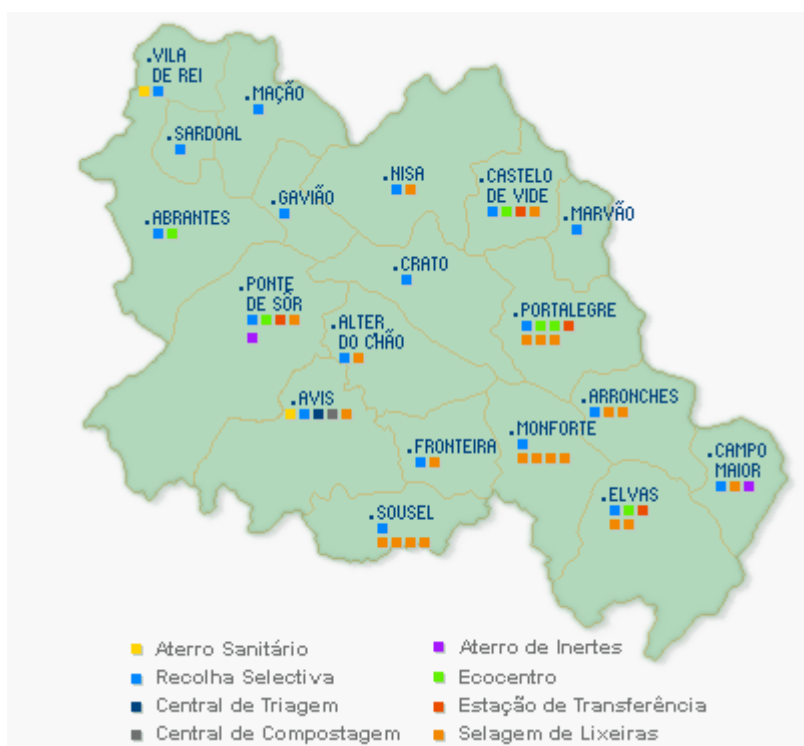 .VILA
DE REI
.MAÇÃO
.SARDOAL
.NISA
.CASTELO
DE VIDE
.GAVIÃO
.MARVÃO
.ABRANTES
.CRATO
.PONTE
DE SÔR
.PORTALEGRE
.ALTER
DO CHÃO
.ARRONCHES
.AVIS
.MONFORTE
.FRONTEIRA
.CAMPO
MAIOR
.ELVAS
.SOUSEL
Aterro Sanitário
Recolha Selectiva
Central de Triagem
Central de Compostagem
Aterro de Inertes
Ecocentro
Estação de Transferência
Selagem de Lixeiras